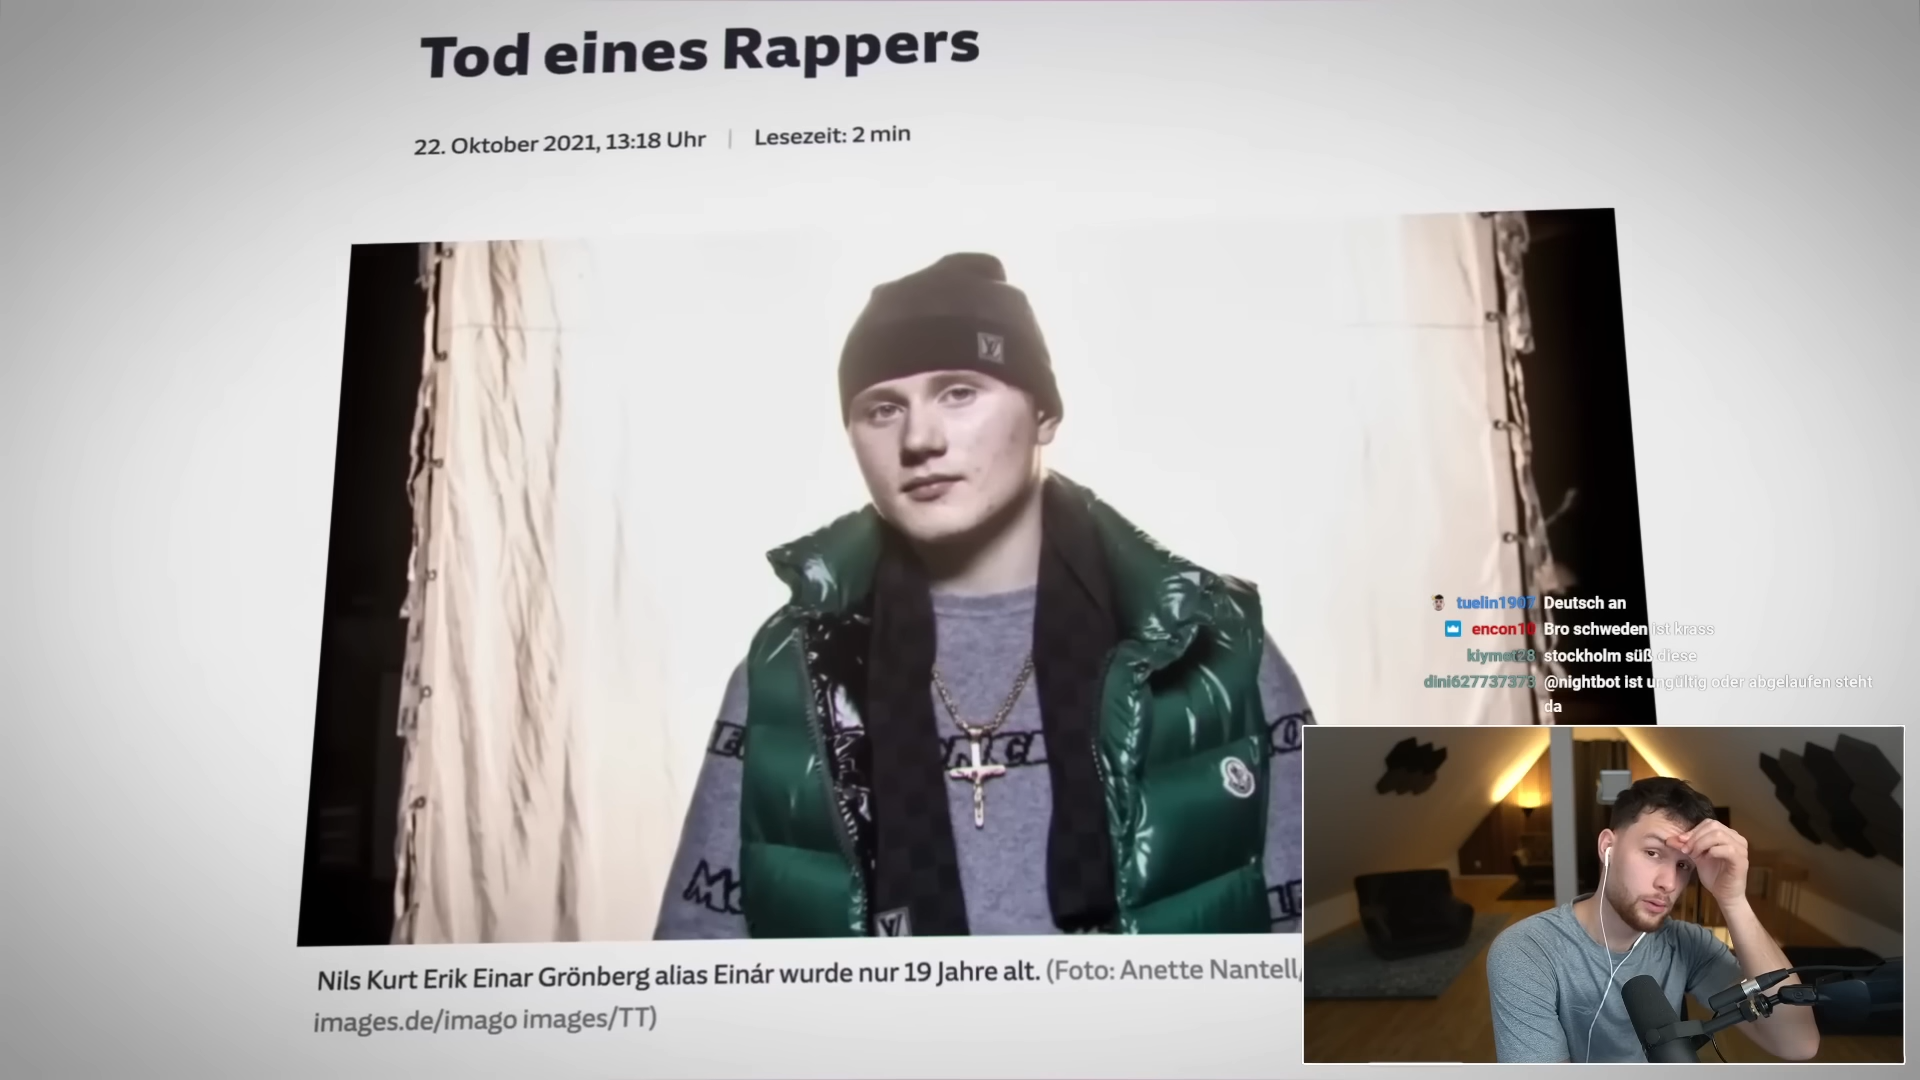 Tod eines Rappers
22. Oktober 2021, 13:18 Uhr | Lesezeit: 2 min
tuelin1907 Deutsch an
Bro schweden ist krass
stockholm süß diese
dini627737373 @nightbot ist ungültig oder abgelaufen steht
da
Nils Kurt Erik Einar Grönberg alias Einár wurde nur 19 Jahre alt. (Foto: Anette Nantell/
images.de/imago images/TT)